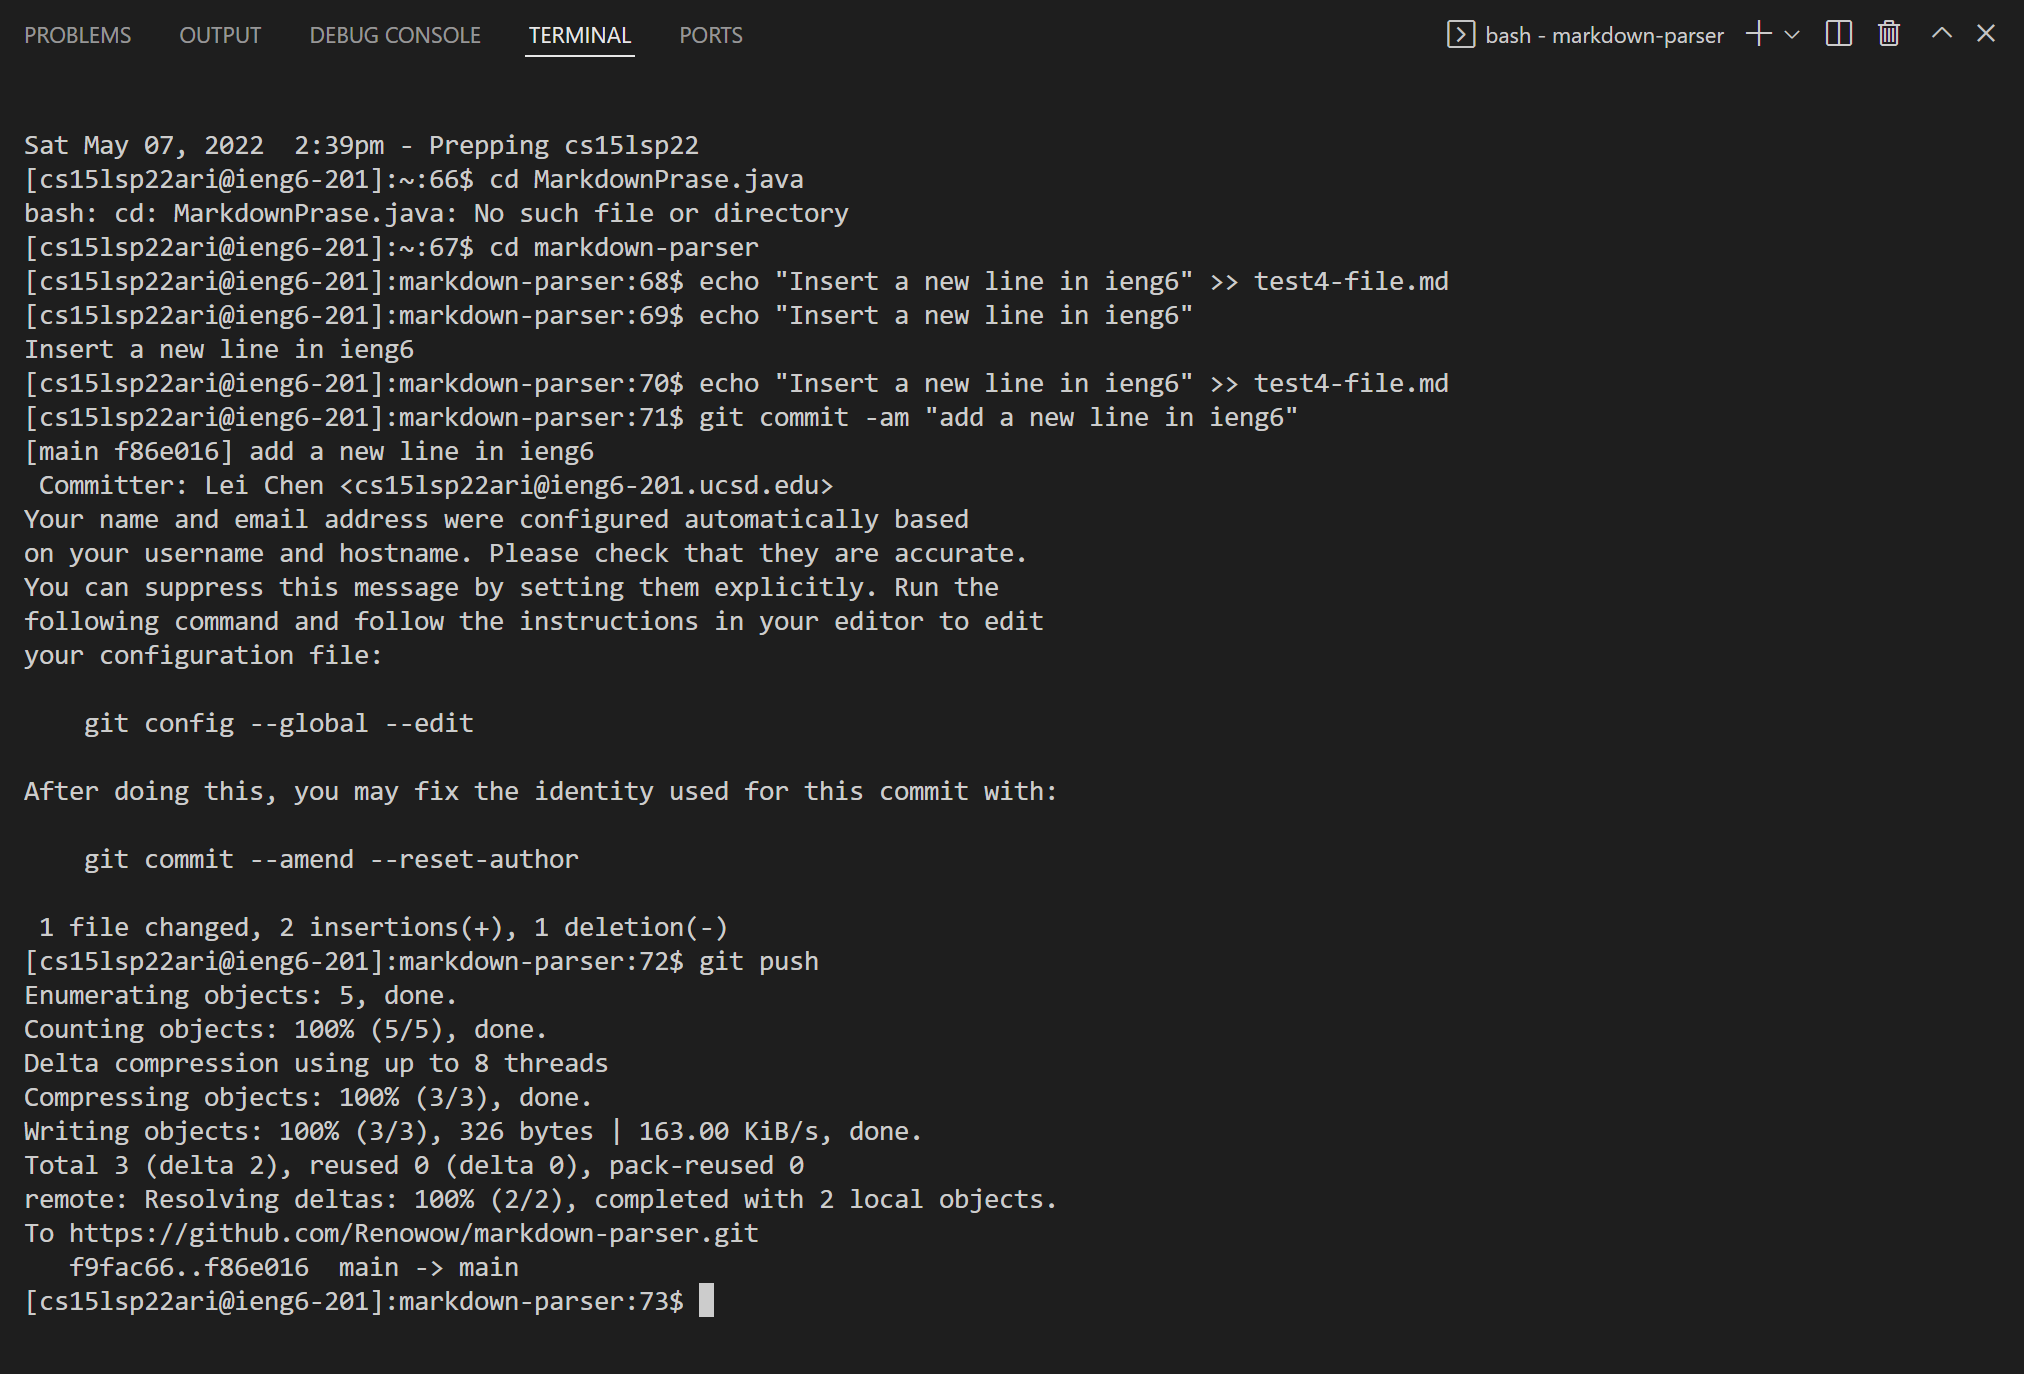 PROBLEMS OUTPUT DEBUG CONSOLE TERMINAL PORTS bash - markdown-parser
Sat May 07, 2022  2:39pm - Prepping cs15lsp22
[cs15lsp22ari@ieng6-201]:~:66$ cd MarkdownPrase.java
bash: cd: MarkdownPrase.java: No such file or directory
[cs15lsp22ari@ieng6-201]:~:67$ cd markdown-parser
[cs15lsp22ari@ieng6-201]:markdown-parser:68$ echo "Insert a new line in ieng6" >> test4-file.md
[cs15lsp22ari@ieng6-201]:markdown-parser:69$ echo "Insert a new line in ieng6"
Insert a new line in ieng6
[cs15lsp22ari@ieng6-201]:markdown-parser:70$ echo "Insert a new line in ieng6" >> test4-file.md
[cs15lsp22ari@ieng6-201]:markdown-parser:71$ git commit -am "add a new line in ieng6"
[main f86e016] add a new line in ieng6
 Committer: Lei Chen <cs15lsp22ari@ieng6-201.ucsd.edu>
Your name and email address were configured automatically based
on your username and hostname. Please check that they are accurate.
You can suppress this message by setting them explicitly. Run the
following command and follow the instructions in your editor to edit
your configuration file:
    git config --global --edit
After doing this, you may fix the identity used for this commit with:
    git commit --amend --reset-author
 1 file changed, 2 insertions(+), 1 deletion(-)
[cs15lsp22ari@ieng6-201]:markdown-parser:72$ git push
Enumerating objects: 5, done.
Counting objects: 100% (5/5), done.
Delta compression using up to 8 threads
Compressing objects: 100% (3/3), done.
Writing objects: 100% (3/3), 326 bytes | 163.00 KiB/s, done.
Total 3 (delta 2), reused 0 (delta 0), pack-reused 0
remote: Resolving deltas: 100% (2/2), completed with 2 local objects.
To https://github.com/Renowow/markdown-parser.git
   f9fac66..f86e016  main -> main
[cs15lsp22ari@ieng6-201]:markdown-parser:73$